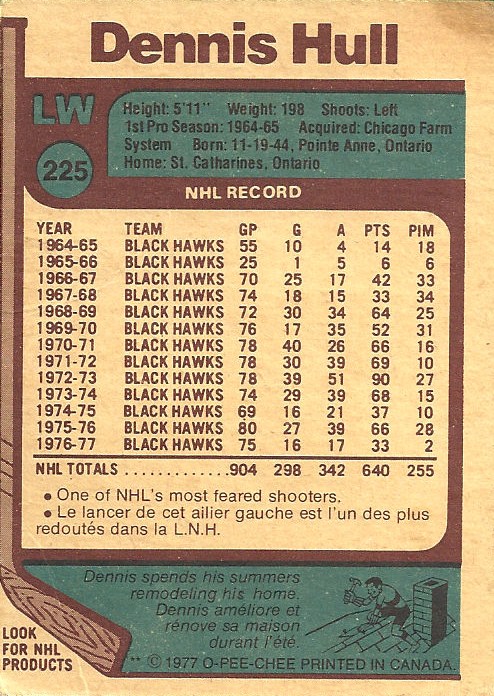 Dennis Hull
LW
225
Height: 5'11" Weight: 198 Shoots: Left
1st Pro Season: 1964-65 Acquired: Chicago Farm
System Born: 11-19-44, Pointe Anne, Ontario
Home: St. Catharines, Ontario
NHL RECORD
YEAR TEAM GP G A PTS PIM
1964-65 BLACK HAWKS 55 10 4 14 18
1965-66 BLACK HAWKS 25 1 5 6 6
1966-67 BLACK HAWKS 70 25 17 42 33
1967-68 BLACK HAWKS 74 18 15 33 34
1968-69 BLACK HAWKS 72 30 34 64 25
1969-70 BLACK HAWKS 76 17 35 52 31
1970-71 BLACK HAWKS 78 40 26 66 16
1971-72 BLACK HAWKS 78 30 39 69 10
1972-73 BLACK HAWKS 78 39 51 90 27
1973-74 BLACK HAWKS 74 29 39 68 15
1974-75 BLACK HAWKS 69 16 21 37 10
1975-76 BLACK HAWKS 80 27 39 66 28
1976-77 BLACK HAWKS 75 16 17 33 2
NHL TOTALS ............904 298 342 640 255
• One of NHL's most feared shooters.
• Le lancer de cet ailier gauche est l'un des plus
redoutés dans la L.N.H.
Dennis spends his summers
remodeling his home.
Dennis améliore et
rénove sa maison
durant l'été.
LOOK
FOR NHL
PRODUCTS
** © 1977 O-PEE-CHEE PRINTED IN CANADA.